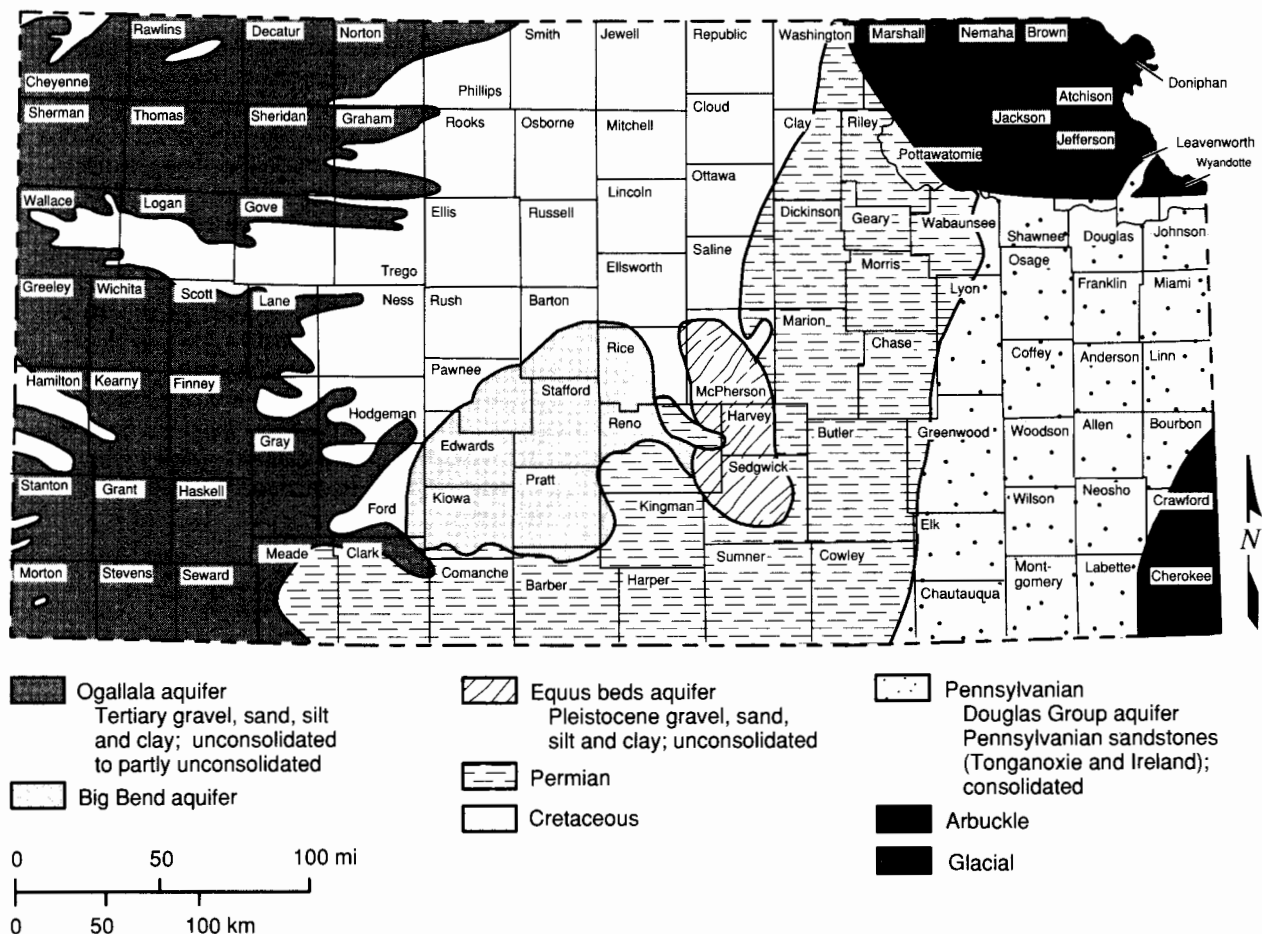 Rawlins Decatur Norton Smith Jewell Republic Washington Marshall Nemaha Brown
Cheyenne Phillips Doniphan
Sherman Thomas Sheridan Graham Rooks Osborne Mitchell Cloud Clay Riley Jackson Atchison
Jefferson Leavenworth
Pottawatomie Wyandotte
Wallace Logan Gove Ellis Russell Lincoln Ottawa Dickinson Geary Wabaunsee Shawnee Douglas Johnson
Trego Ellsworth Saline Morris Osage
Greeley Wichita Scott Lane Ness Rush Barton Lyon Franklin Miami
Marion Chase
Pawnee Rice Coffey Anderson Linn
Hamilton Kearny Finney Hodgeman Stafford McPherson
Gray Edwards Reno Harvey Butler Greenwood Woodson Allen Bourbon
Sedgwick
Stanton Grant Haskell Ford Kiowa Pratt Kingman Wilson Neosho Crawford
Elk
Meade Clark Sumner Cowley
Morton Stevens Seward Comanche Barber Harper Mont-
gomery Labette Cherokee
Chautauqua
N
Ogallala aquifer
Tertiary gravel, sand, silt
and clay; unconsolidated
to partly unconsolidated
Big Bend aquifer
Equus beds aquifer
Pleistocene gravel, sand,
silt and clay; unconsolidated
Permian
Cretaceous
Pennsylvanian
Douglas Group aquifer
Pennsylvanian sandstones
(Tonganoxie and Ireland);
consolidated
Arbuckle
Glacial
0 50 100 mi
0 50 100 km